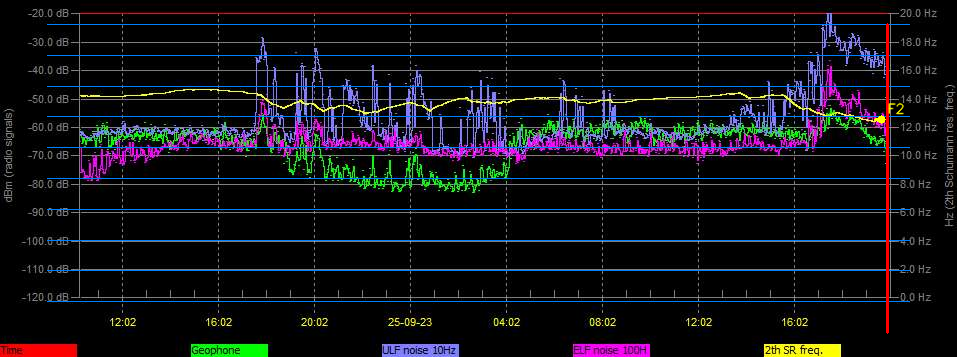 -20.0 dB
-30.0 dB
-40.0 dB
-50.0 dB
-60.0 dB
-70.0 dB
-80.0 dB
-90.0 dB
-100.0 dB
-110.0 dB
-120.0 dB
dBm (radio signals)
20.0 Hz
18.0 Hz
16.0 Hz
14.0 Hz
12.0 Hz
10.0 Hz
8.0 Hz
6.0 Hz
4.0 Hz
2.0 Hz
0.0 Hz
Hz (2th Schumann res. freq.)
F2
12:02 16:02 20:02 25-09-23 04:02 08:02 12:02 16:02
Time Geophone ULF noise 10Hz ELF noise 100H 2th SR freq.